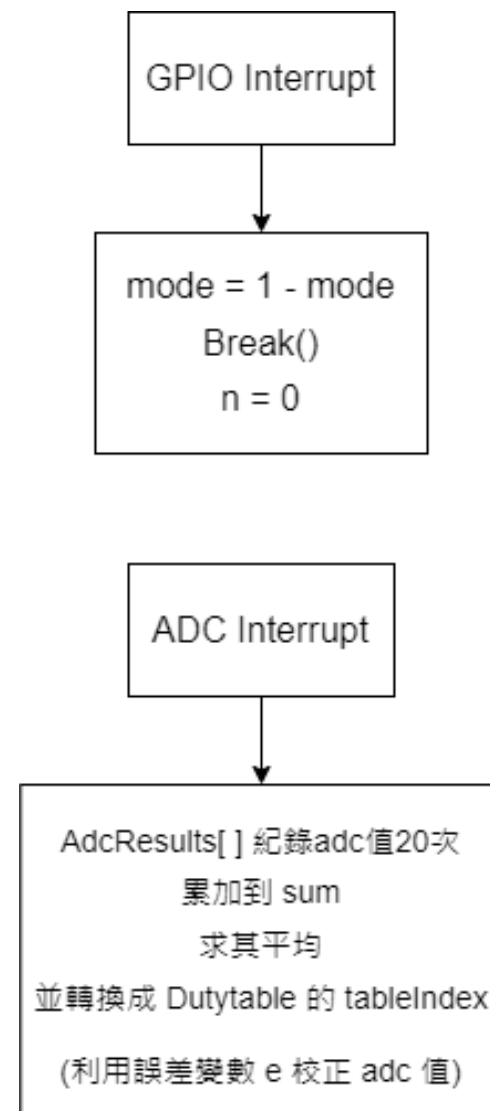 GPIO Interrupt
mode = 1 - mode
Break()
n = 0
ADC Interrupt
AdcResults[ ] 紀錄adc值20次
累加到 sum
求其平均
並轉換成 Dutytable 的 tableIndex
(利用誤差變數 e 校正 adc 值)